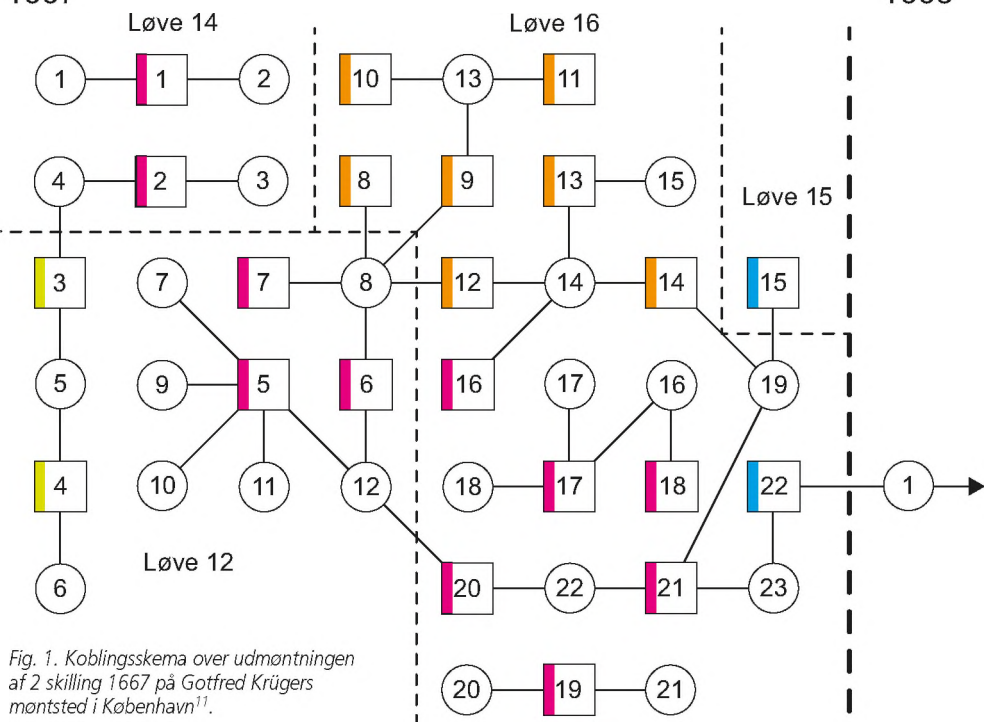 Løve 14 Løve 16
1 1 2 10 13 11
4 2 3 8 9 13 15
Løve 15
3 7 7 8 12 14 14 15
5 9 5 6 16 17 16 19
4 10 11 12 18 17 18 22 1
Løve 12
6 20 22 21 23
Fig. 1. Koblingsskema over udmøntningen
af 2 skilling 1667 på Gotfred Krügers
møntsted i København¹¹.
20 19 21